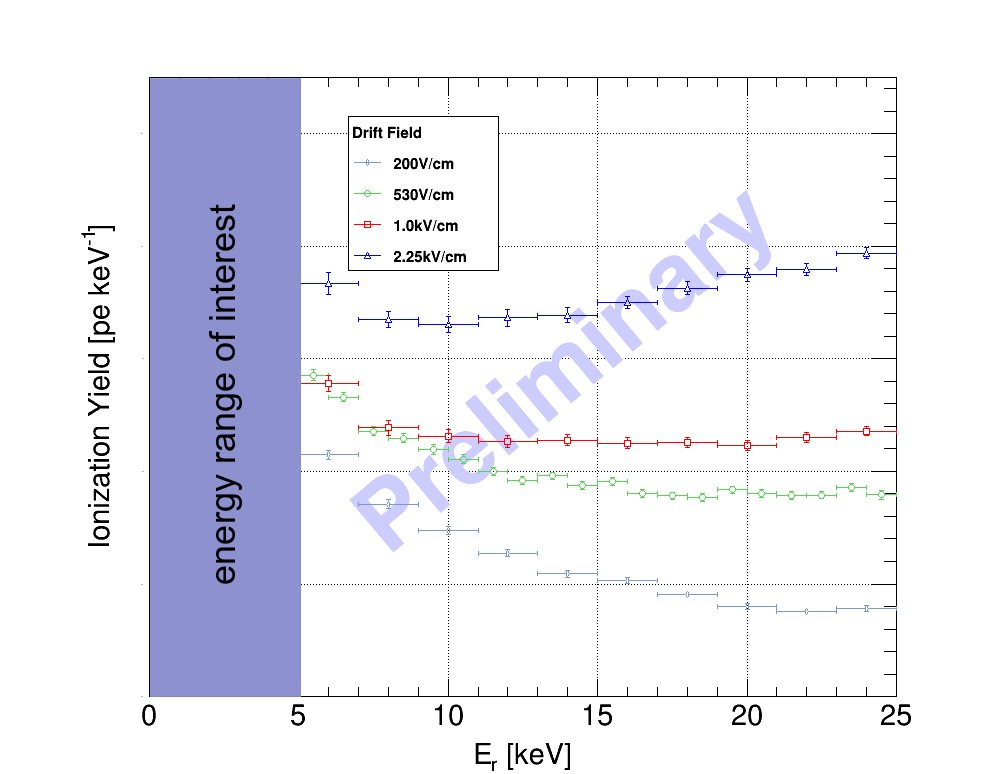 Drift Field
200V/cm
530V/cm
1.0kV/cm
2.25kV/cm
Preliminary
energy range of interest
Ionization Yield [pe keV⁻¹]
0 5 10 15 20 25
Eᵣ [keV]